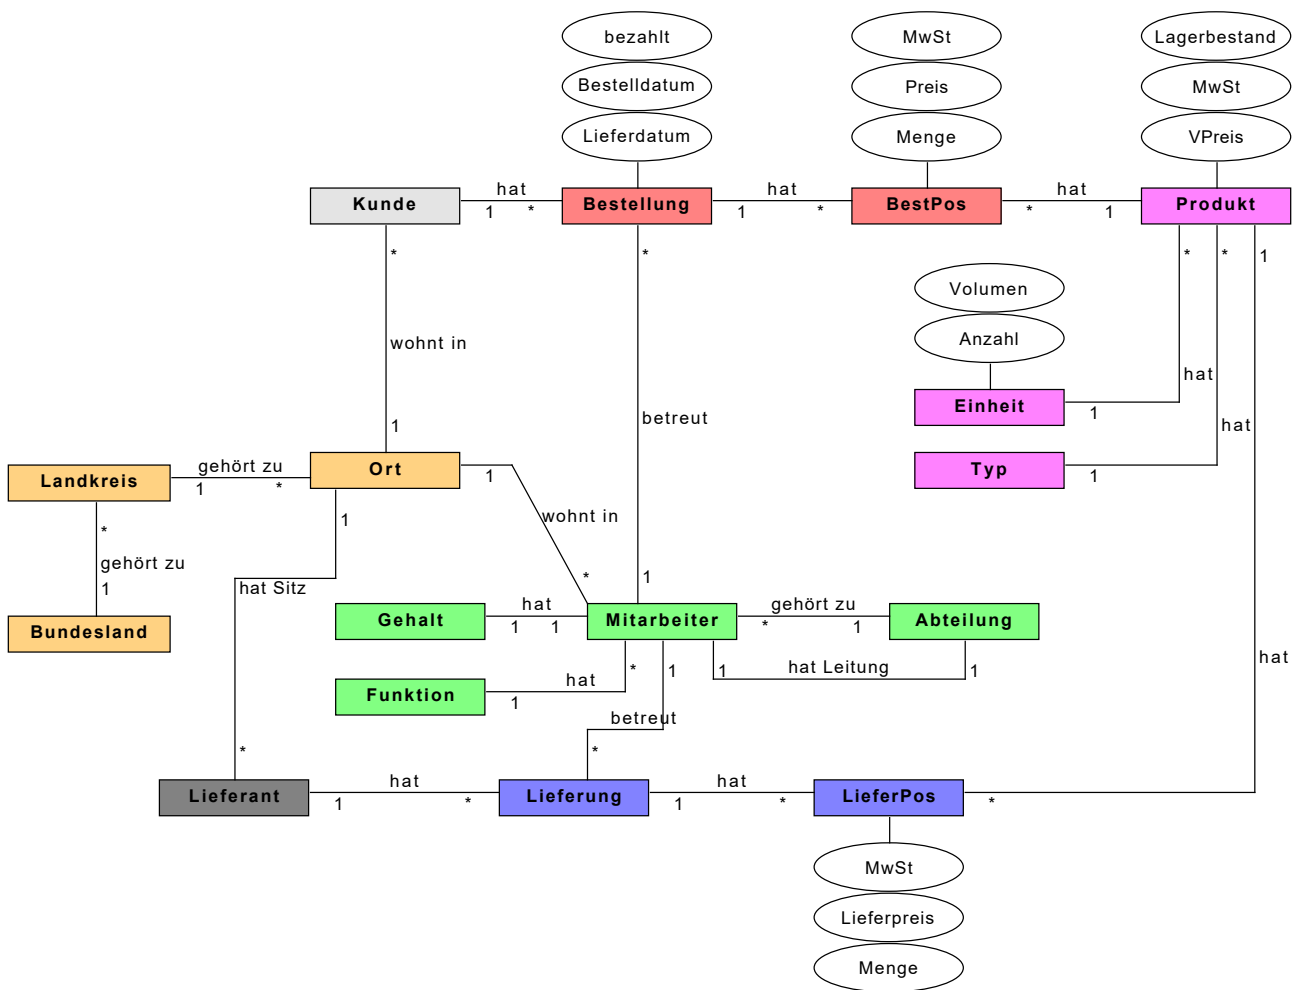 bezahlt
MwSt
Lagerbestand
Bestelldatum
Preis
MwSt
Lieferdatum
Menge
VPreis
Kunde
hat
1
*
Bestellung
hat
1
*
BestPos
hat
*
1
Produkt
*
*
*
*
1
Volumen
Anzahl
wohnt in
hat
Einheit
1
betreut
hat
1
Landkreis
gehört zu
1
*
Ort
1
Typ
1
*
1
wohnt in
gehört zu
hat Sitz
1
*
1
Bundesland
Gehalt
hat
1
1
Mitarbeiter
gehört zu
*
1
Abteilung
hat
Funktion
hat
1
*
1
1
hat Leitung
1
betreut
*
*
Lieferant
hat
1
*
Lieferung
hat
1
*
LieferPos
*
MwSt
Lieferpreis
Menge